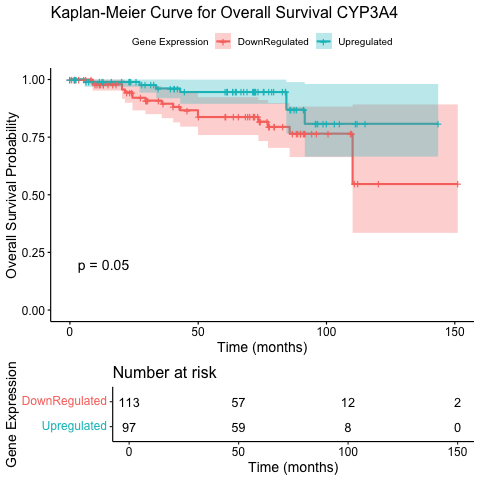 Kaplan-Meier Curve for Overall Survival CYP3A4
Gene Expression DownRegulated Upregulated
Overall Survival Probability
1.00
0.75
0.50
0.25
0.00
p = 0.05
0 50 100 150
Time (months)
Number at risk
Gene Expression
DownRegulated 113 57 12 2
Upregulated 97 59 8 0
0 50 100 150
Time (months)